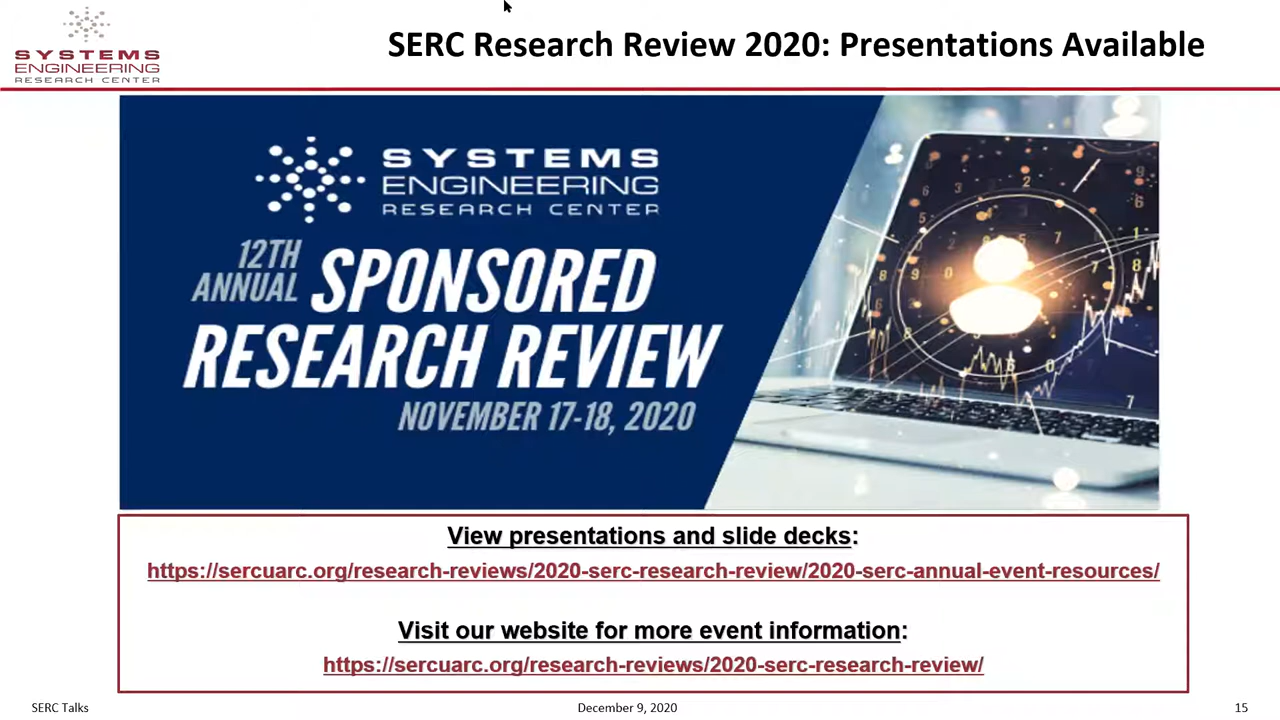 SYSTEMS
ENGINEERING
RESEARCH CENTER
SERC Research Review 2020: Presentations Available
SYSTEMS
ENGINEERING
RESEARCH CENTER
12TH
ANNUAL
SPONSORED
RESEARCH REVIEW
NOVEMBER 17-18, 2020
View presentations and slide decks:
https://sercuarc.org/research-reviews/2020-serc-research-review/2020-serc-annual-event-resources/
Visit our website for more event information:
https://sercuarc.org/research-reviews/2020-serc-research-review/
SERC Talks
December 9, 2020
15